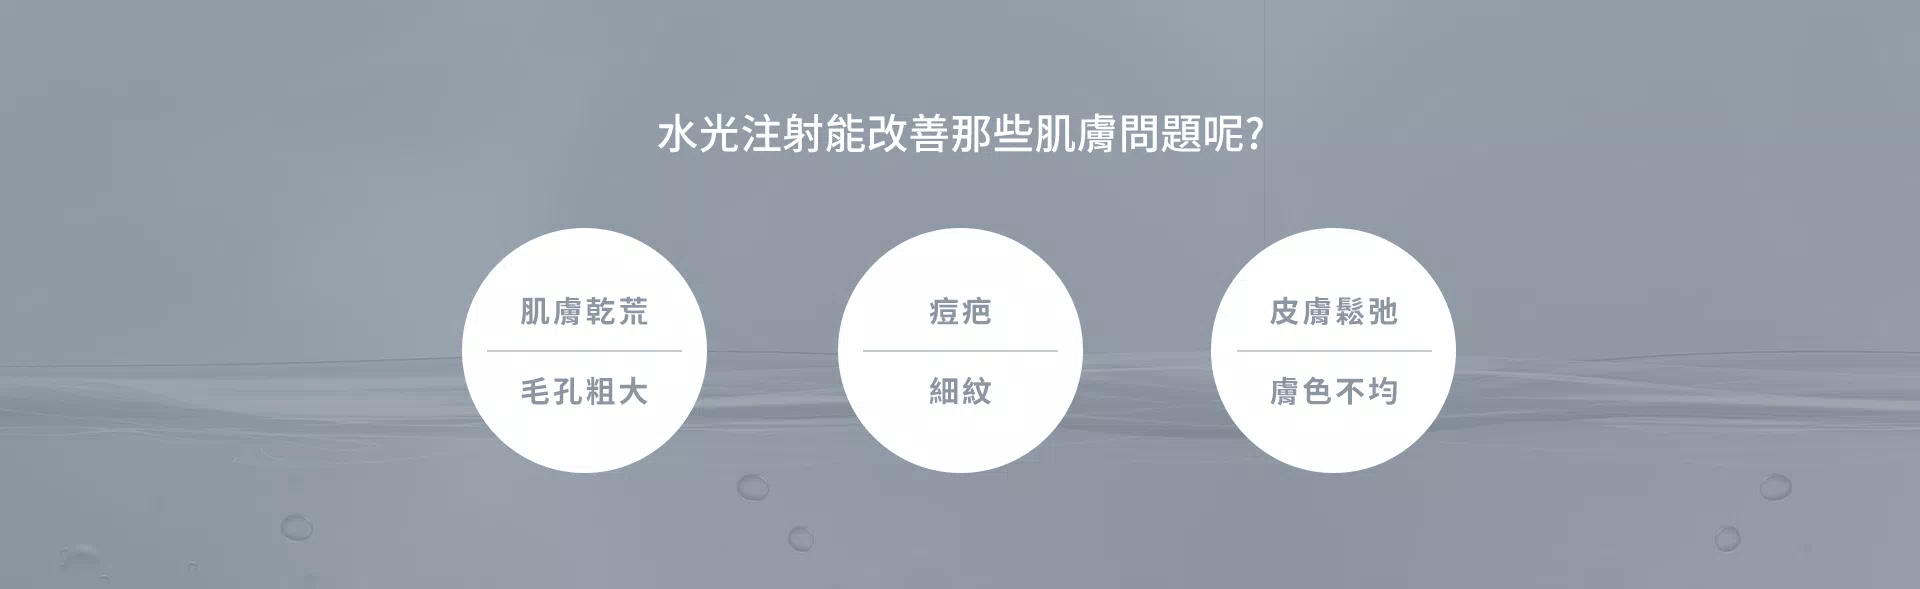 水光注射能改善那些肌膚問題呢?
肌膚乾荒
毛孔粗大
痘疤
細紋
皮膚鬆弛
膚色不均